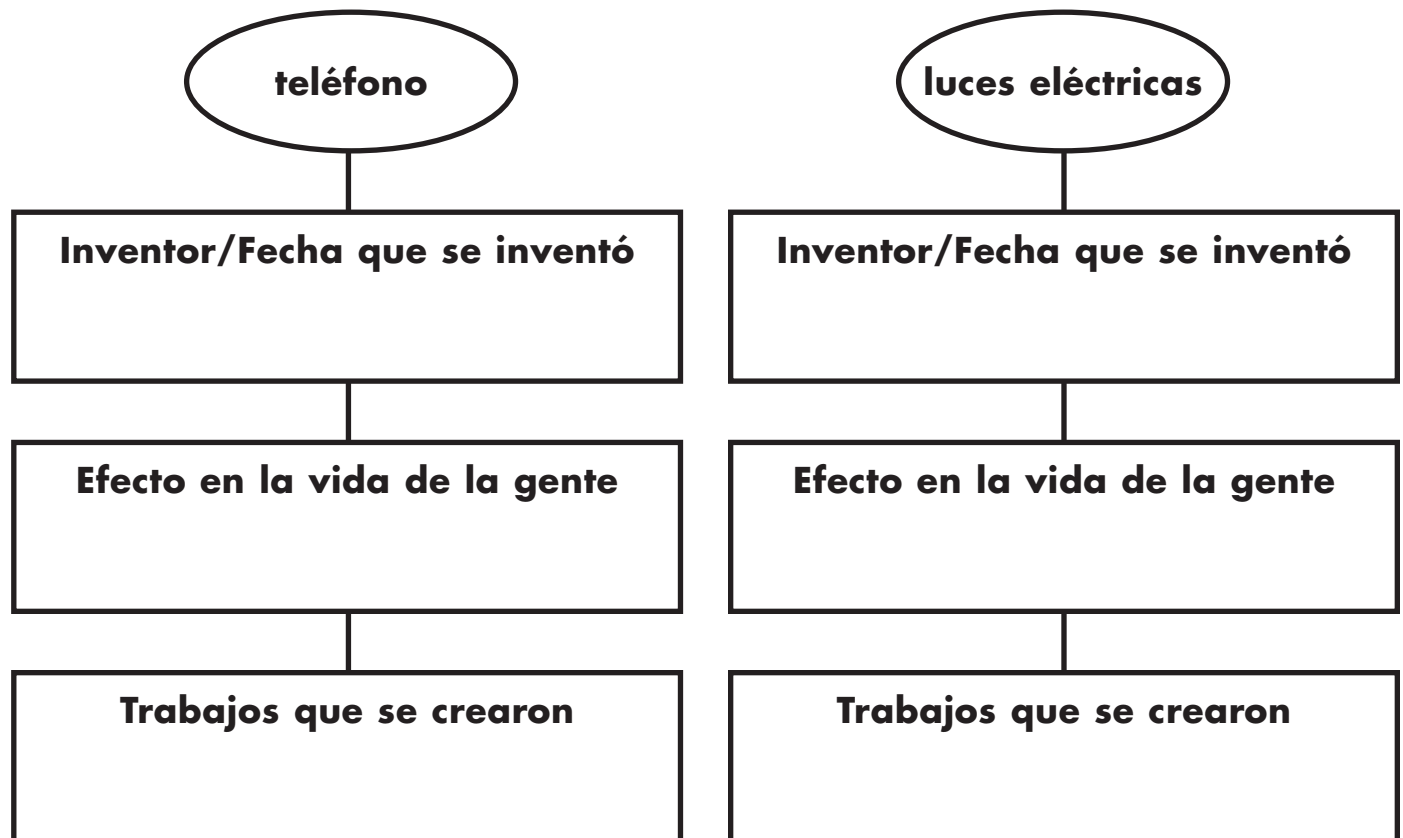 teléfono
Inventor/Fecha que se inventó
Efecto en la vida de la gente
Trabajos que se crearon
luces eléctricas
Inventor/Fecha que se inventó
Efecto en la vida de la gente
Trabajos que se crearon